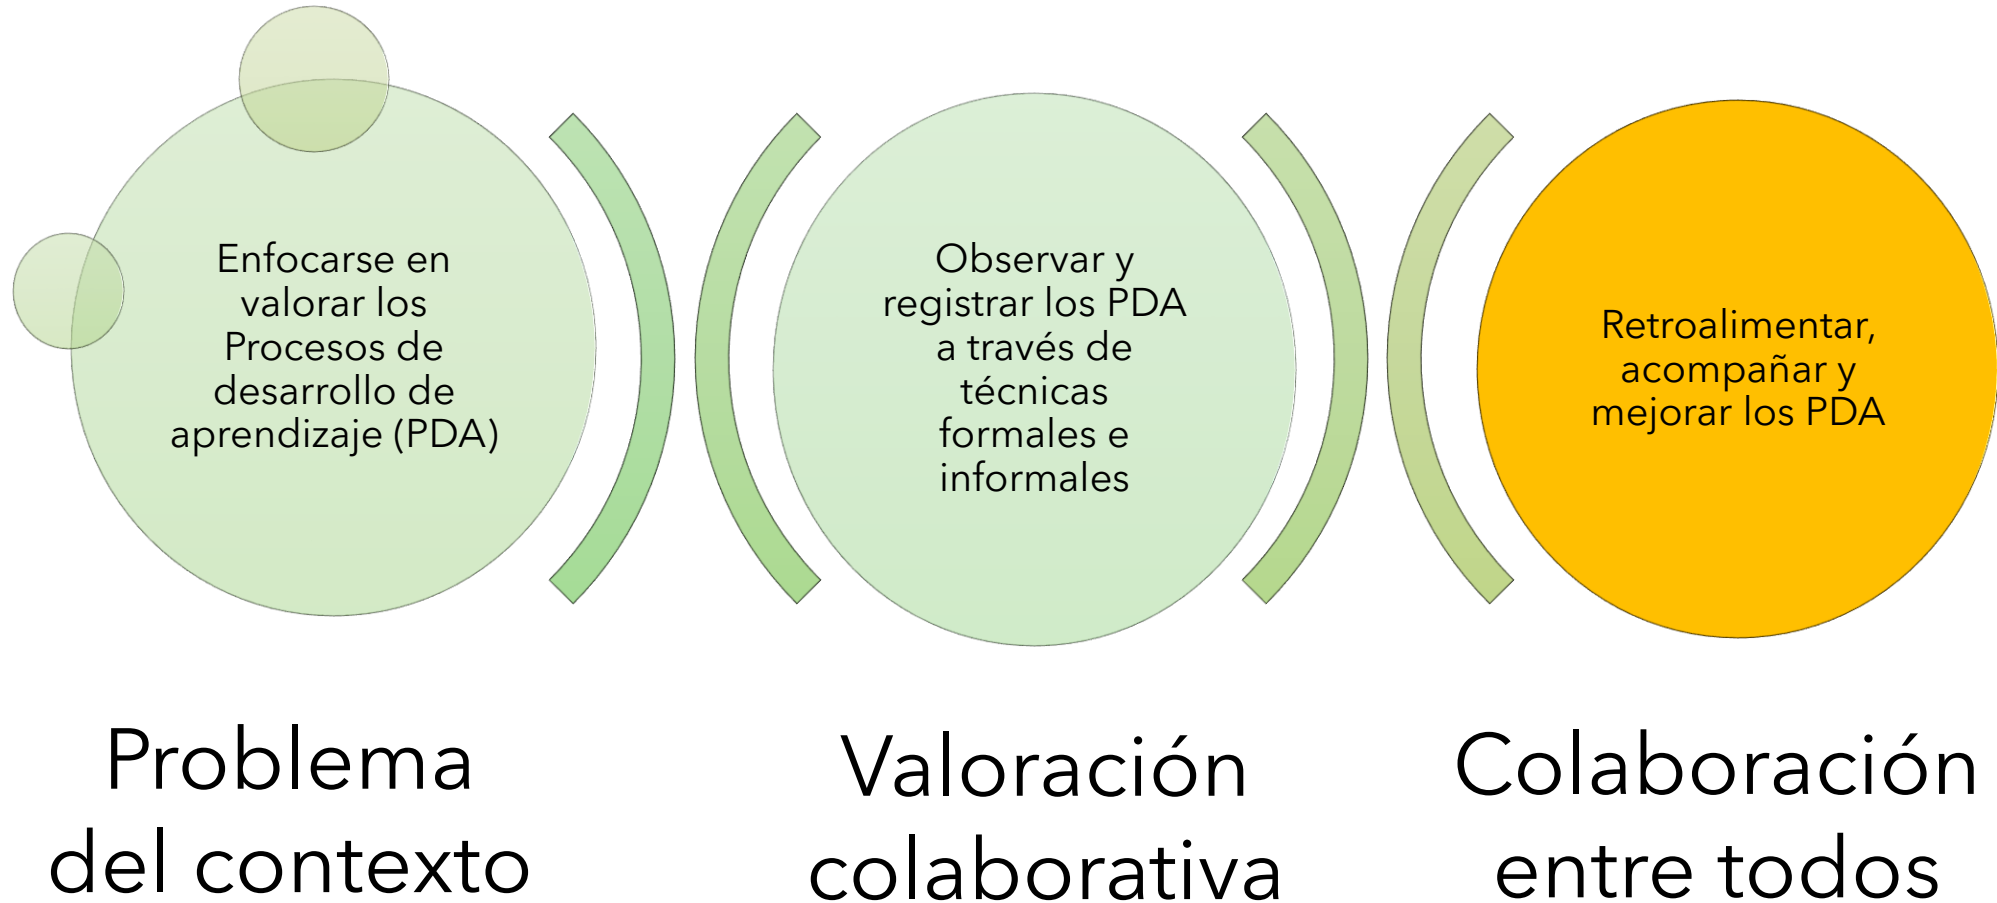 Enfocarse en
valorar los
Procesos de
desarrollo de
aprendizaje (PDA)
Observar y
registrar los PDA
a través de
técnicas
formales e
informales
Retroalimentar,
acompañar y
mejorar los PDA
Problema
del contexto
Valoración
colaborativa
Colaboración
entre todos